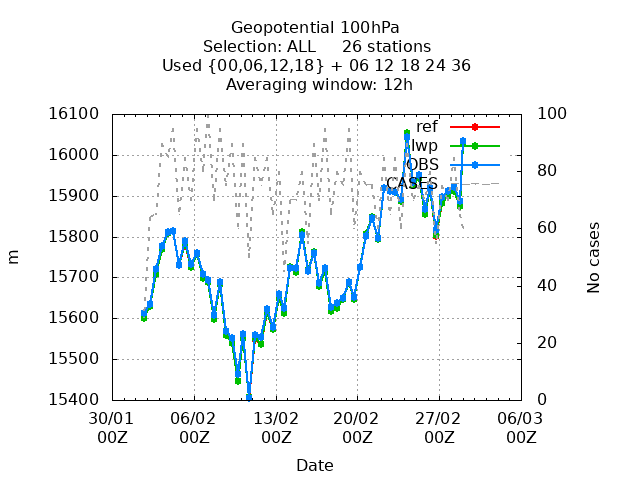 Geopotential 100hPa
Selection: ALL     26 stations
Used {00,06,12,18} + 06 12 18 24 36
Averaging window: 12h
16100
16000
15900
15800
15700
15600
15500
15400
m
ref
lwp
OBS
CASES
100
80
60
40
20
0
No cases
30/01 06/02 13/02 20/02 27/02 06/03
00Z 00Z 00Z 00Z 00Z 00Z
Date